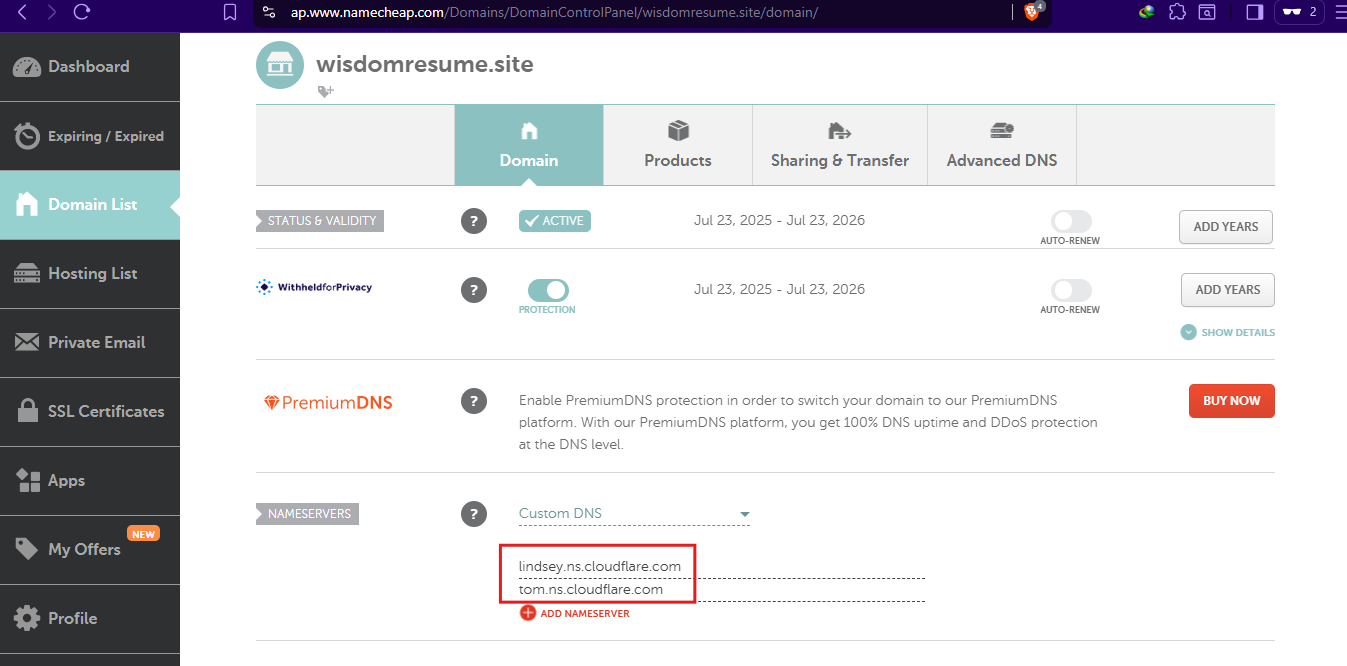 ap.www.namecheap.com/Domains/DomainControlPanel/wisdomresume.site/domain/
4
2
Dashboard
Expiring / Expired
Domain List
Hosting List
Private Email
SSL Certificates
Apps
NEW
My Offers
Profile
wisdomresume.site
Domain
Products
Sharing & Transfer
Advanced DNS
STATUS & VALIDITY
?
ACTIVE
Jul 23, 2025 - Jul 23, 2026
AUTO-RENEW
ADD YEARS
WithheldforPrivacy
?
PROTECTION
Jul 23, 2025 - Jul 23, 2026
AUTO-RENEW
ADD YEARS
SHOW DETAILS
PremiumDNS
?
Enable PremiumDNS protection in order to switch your domain to our PremiumDNS
platform. With our PremiumDNS platform, you get 100% DNS uptime and DDoS protection
at the DNS level.
BUY NOW
NAMESERVERS
?
Custom DNS
lindsey.ns.cloudflare.com
tom.ns.cloudflare.com
ADD NAMESERVER